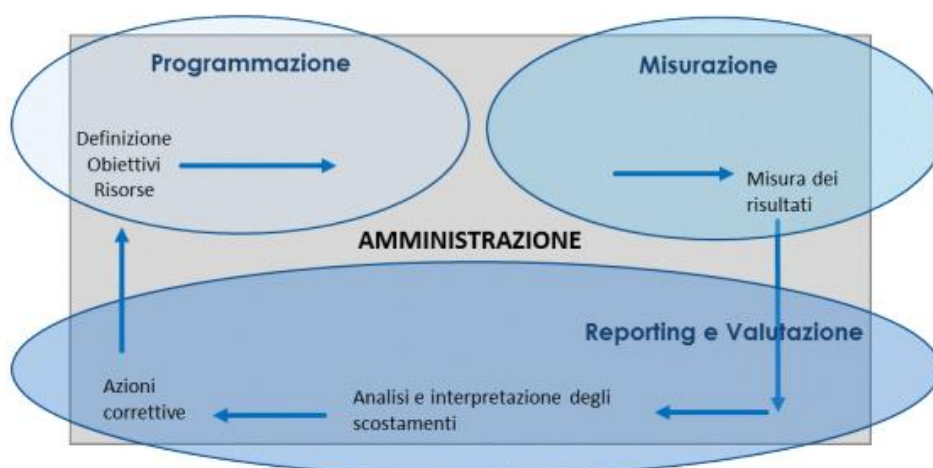 Programmazione
Misurazione
Definizione
Obiettivi
Risorse
Misura dei
risultati
AMMINISTRAZIONE
Reporting e Valutazione
Azioni
correttive
Analisi e interpretazione degli
scostamenti